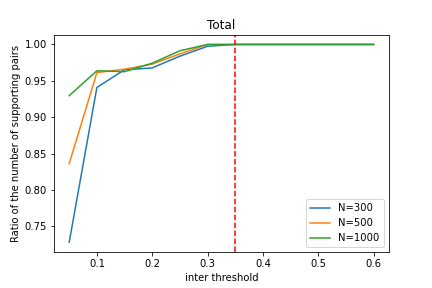 Total
Ratio of the number of supporting pairs
1.00
0.95
0.90
0.85
0.80
0.75
N=300
N=500
N=1000
0.1 0.2 0.3 0.4 0.5 0.6
inter threshold